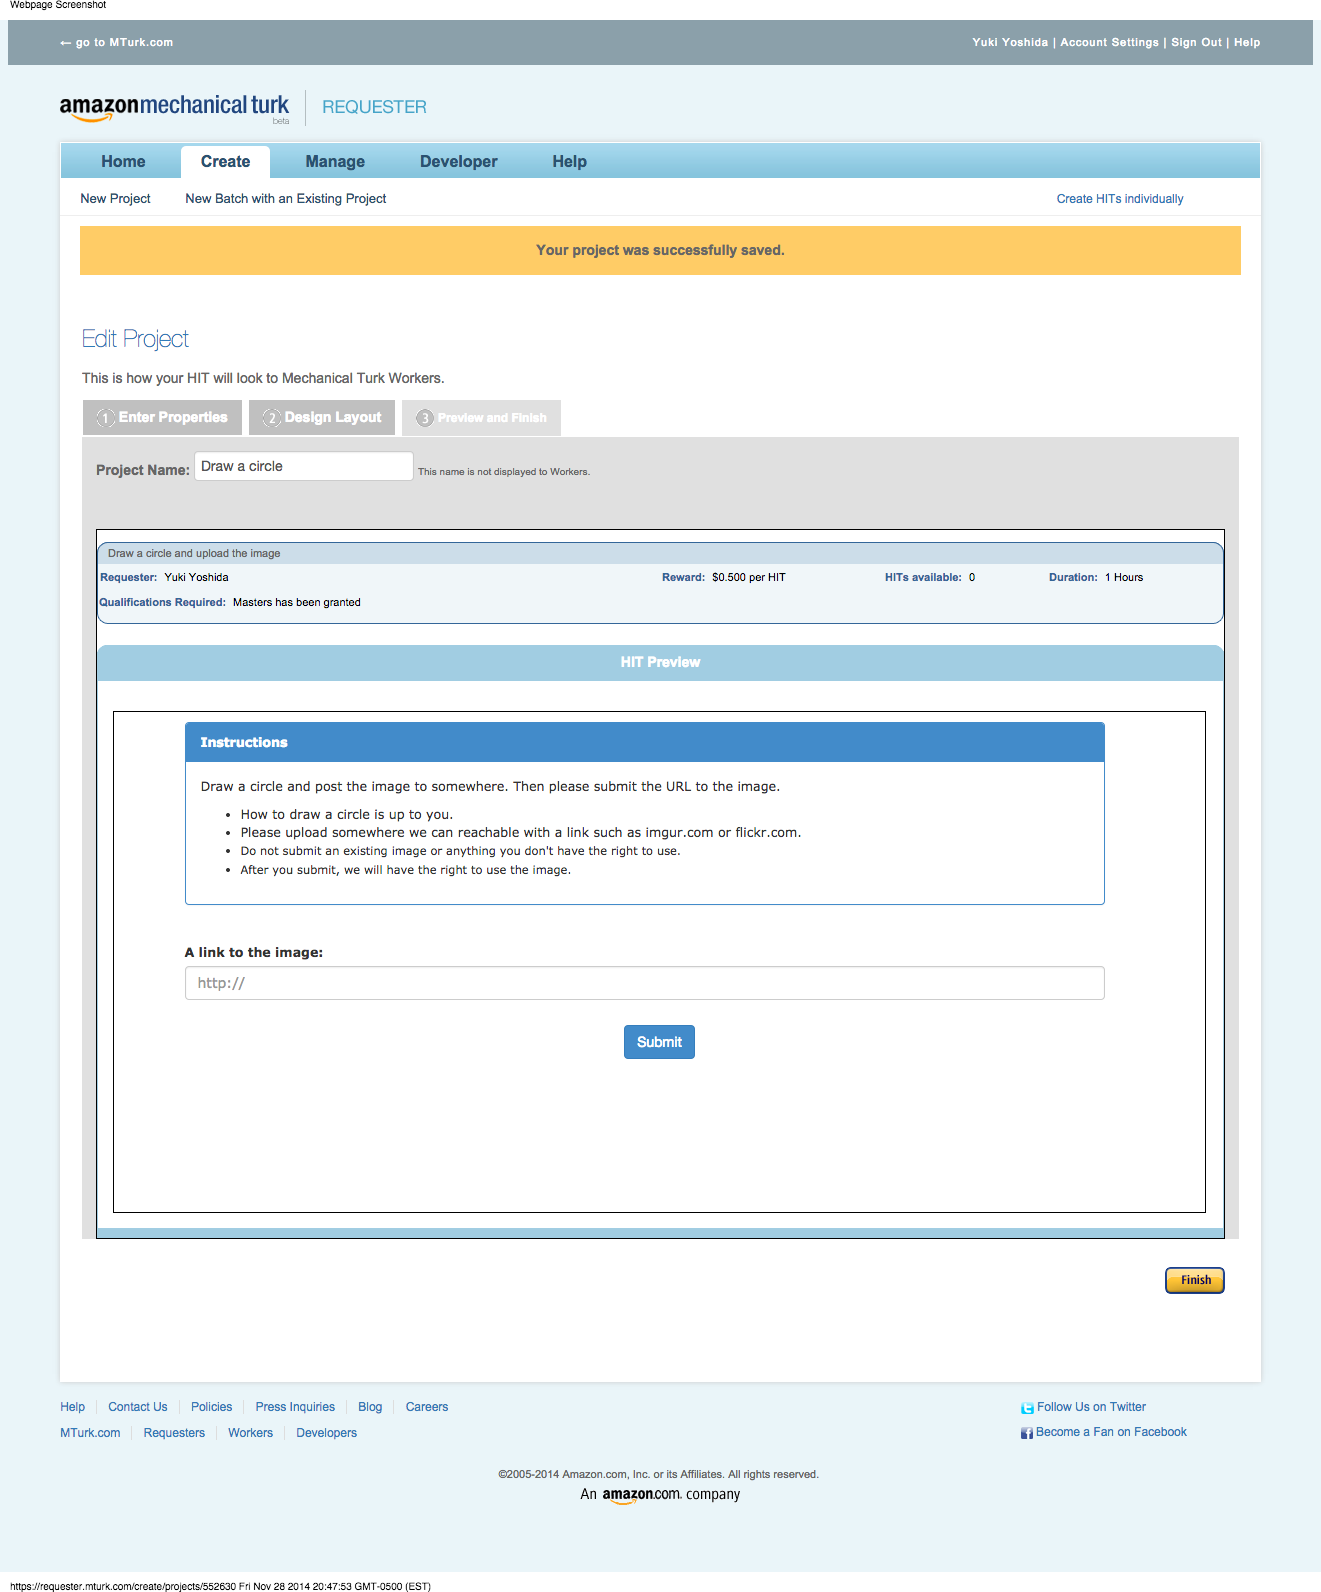 Webpage Screenshot
← go to MTurk.com
Yuki Yoshida | Account Settings | Sign Out | Help
amazonmechanical turk
beta
REQUESTER
Home Create Manage Developer Help
New Project New Batch with an Existing Project Create HITs individually
Your project was successfully saved.
Edit Project
This is how your HIT will look to Mechanical Turk Workers.
1 Enter Properties 2 Design Layout 3 Preview and Finish
Project Name: Draw a circle This name is not displayed to Workers.
Draw a circle and upload the image
Requester: Yuki Yoshida Reward: $0.500 per HIT HITs available: 0 Duration: 1 Hours
Qualifications Required: Masters has been granted
HIT Preview
Instructions
Draw a circle and post the image to somewhere. Then please submit the URL to the image.
• How to draw a circle is up to you.
• Please upload somewhere we can reachable with a link such as imgur.com or flickr.com.
• Do not submit an existing image or anything you don't have the right to use.
• After you submit, we will have the right to use the image.
A link to the image:
http://
Submit
Finish
Help Contact Us Policies Press Inquiries Blog Careers
Follow Us on Twitter
MTurk.com Requesters Workers Developers
Become a Fan on Facebook
©2005-2014 Amazon.com, Inc. or its Affiliates. All rights reserved.
An amazon.com. company
https://requester.mturk.com/create/projects/552630 Fri Nov 28 2014 20:47:53 GMT-0500 (EST)